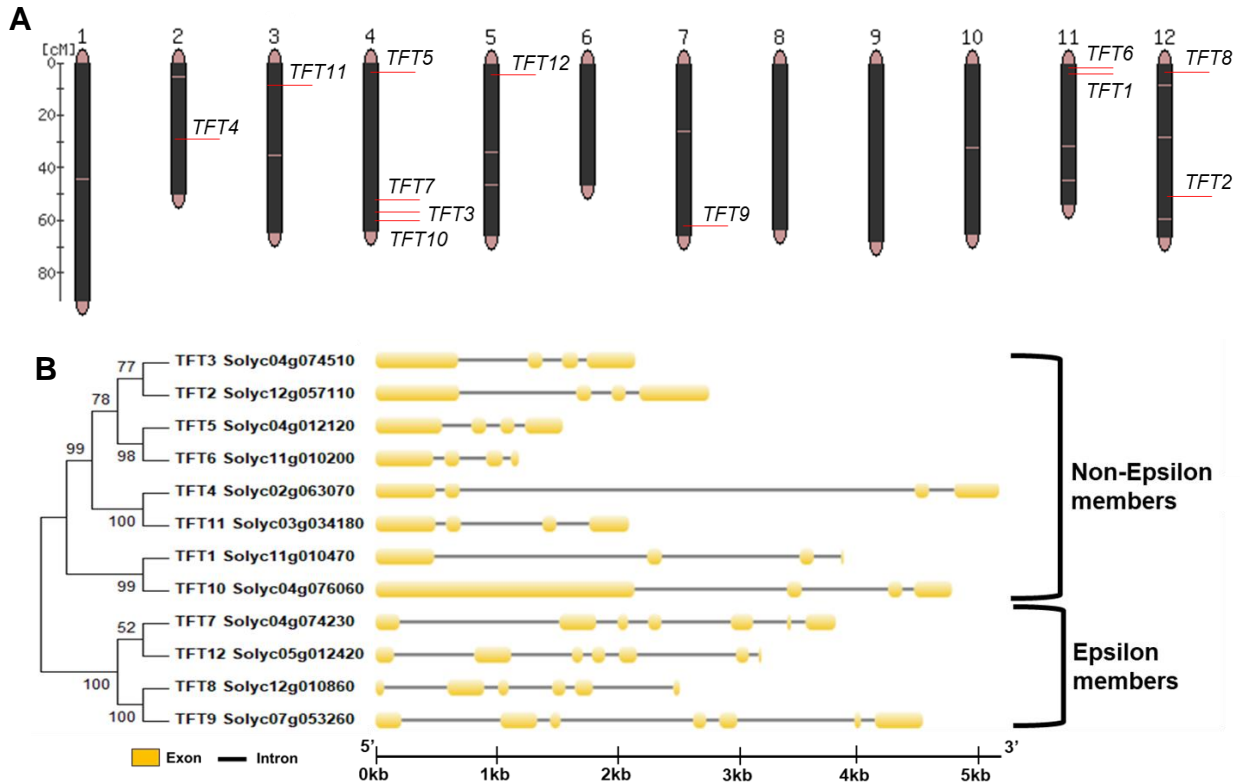 A
1 2 3 4 5 6 7 8 9 10 11 12
[cM]
0
20
40
60
80
TFT4
TFT11
TFT5
TFT7
TFT3
TFT10
TFT12
TFT9
TFT6
TFT1
TFT8
TFT2
B
77
78
99
98
100
99
52
100
100
TFT3 Solyc04g074510
TFT2 Solyc12g057110
TFT5 Solyc04g012120
TFT6 Solyc11g010200
TFT4 Solyc02g063070
TFT11 Solyc03g034180
TFT1 Solyc11g010470
TFT10 Solyc04g076060
TFT7 Solyc04g074230
TFT12 Solyc05g012420
TFT8 Solyc12g010860
TFT9 Solyc07g053260
Non-Epsilon
members
Epsilon
members
Exon Intron
5’ 3’
0kb 1kb 2kb 3kb 4kb 5kb